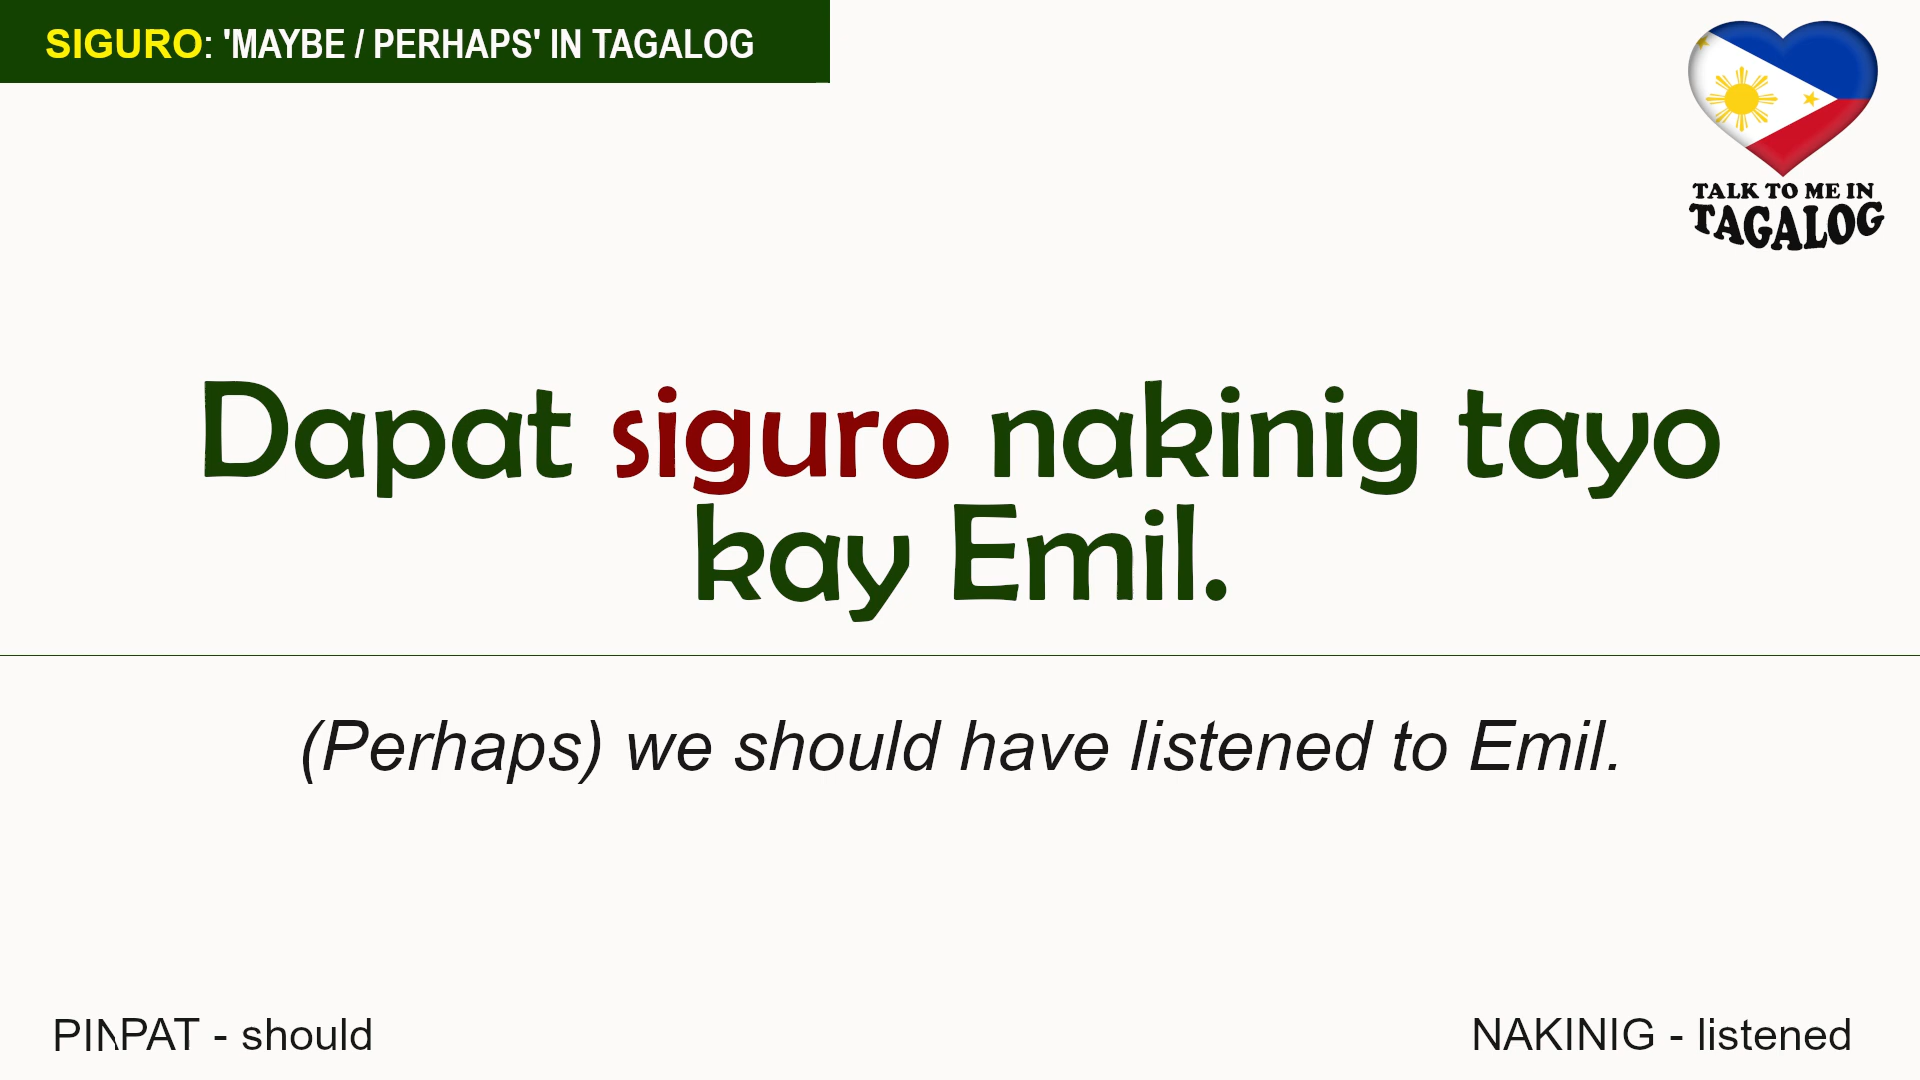 SIGURO: 'MAYBE / PERHAPS' IN TAGALOG
TALK TO ME IN
TAGALOG
Dapat siguro nakinig tayo
kay Emil.
(Perhaps) we should have listened to Emil.
- should
NAKINIG - listened